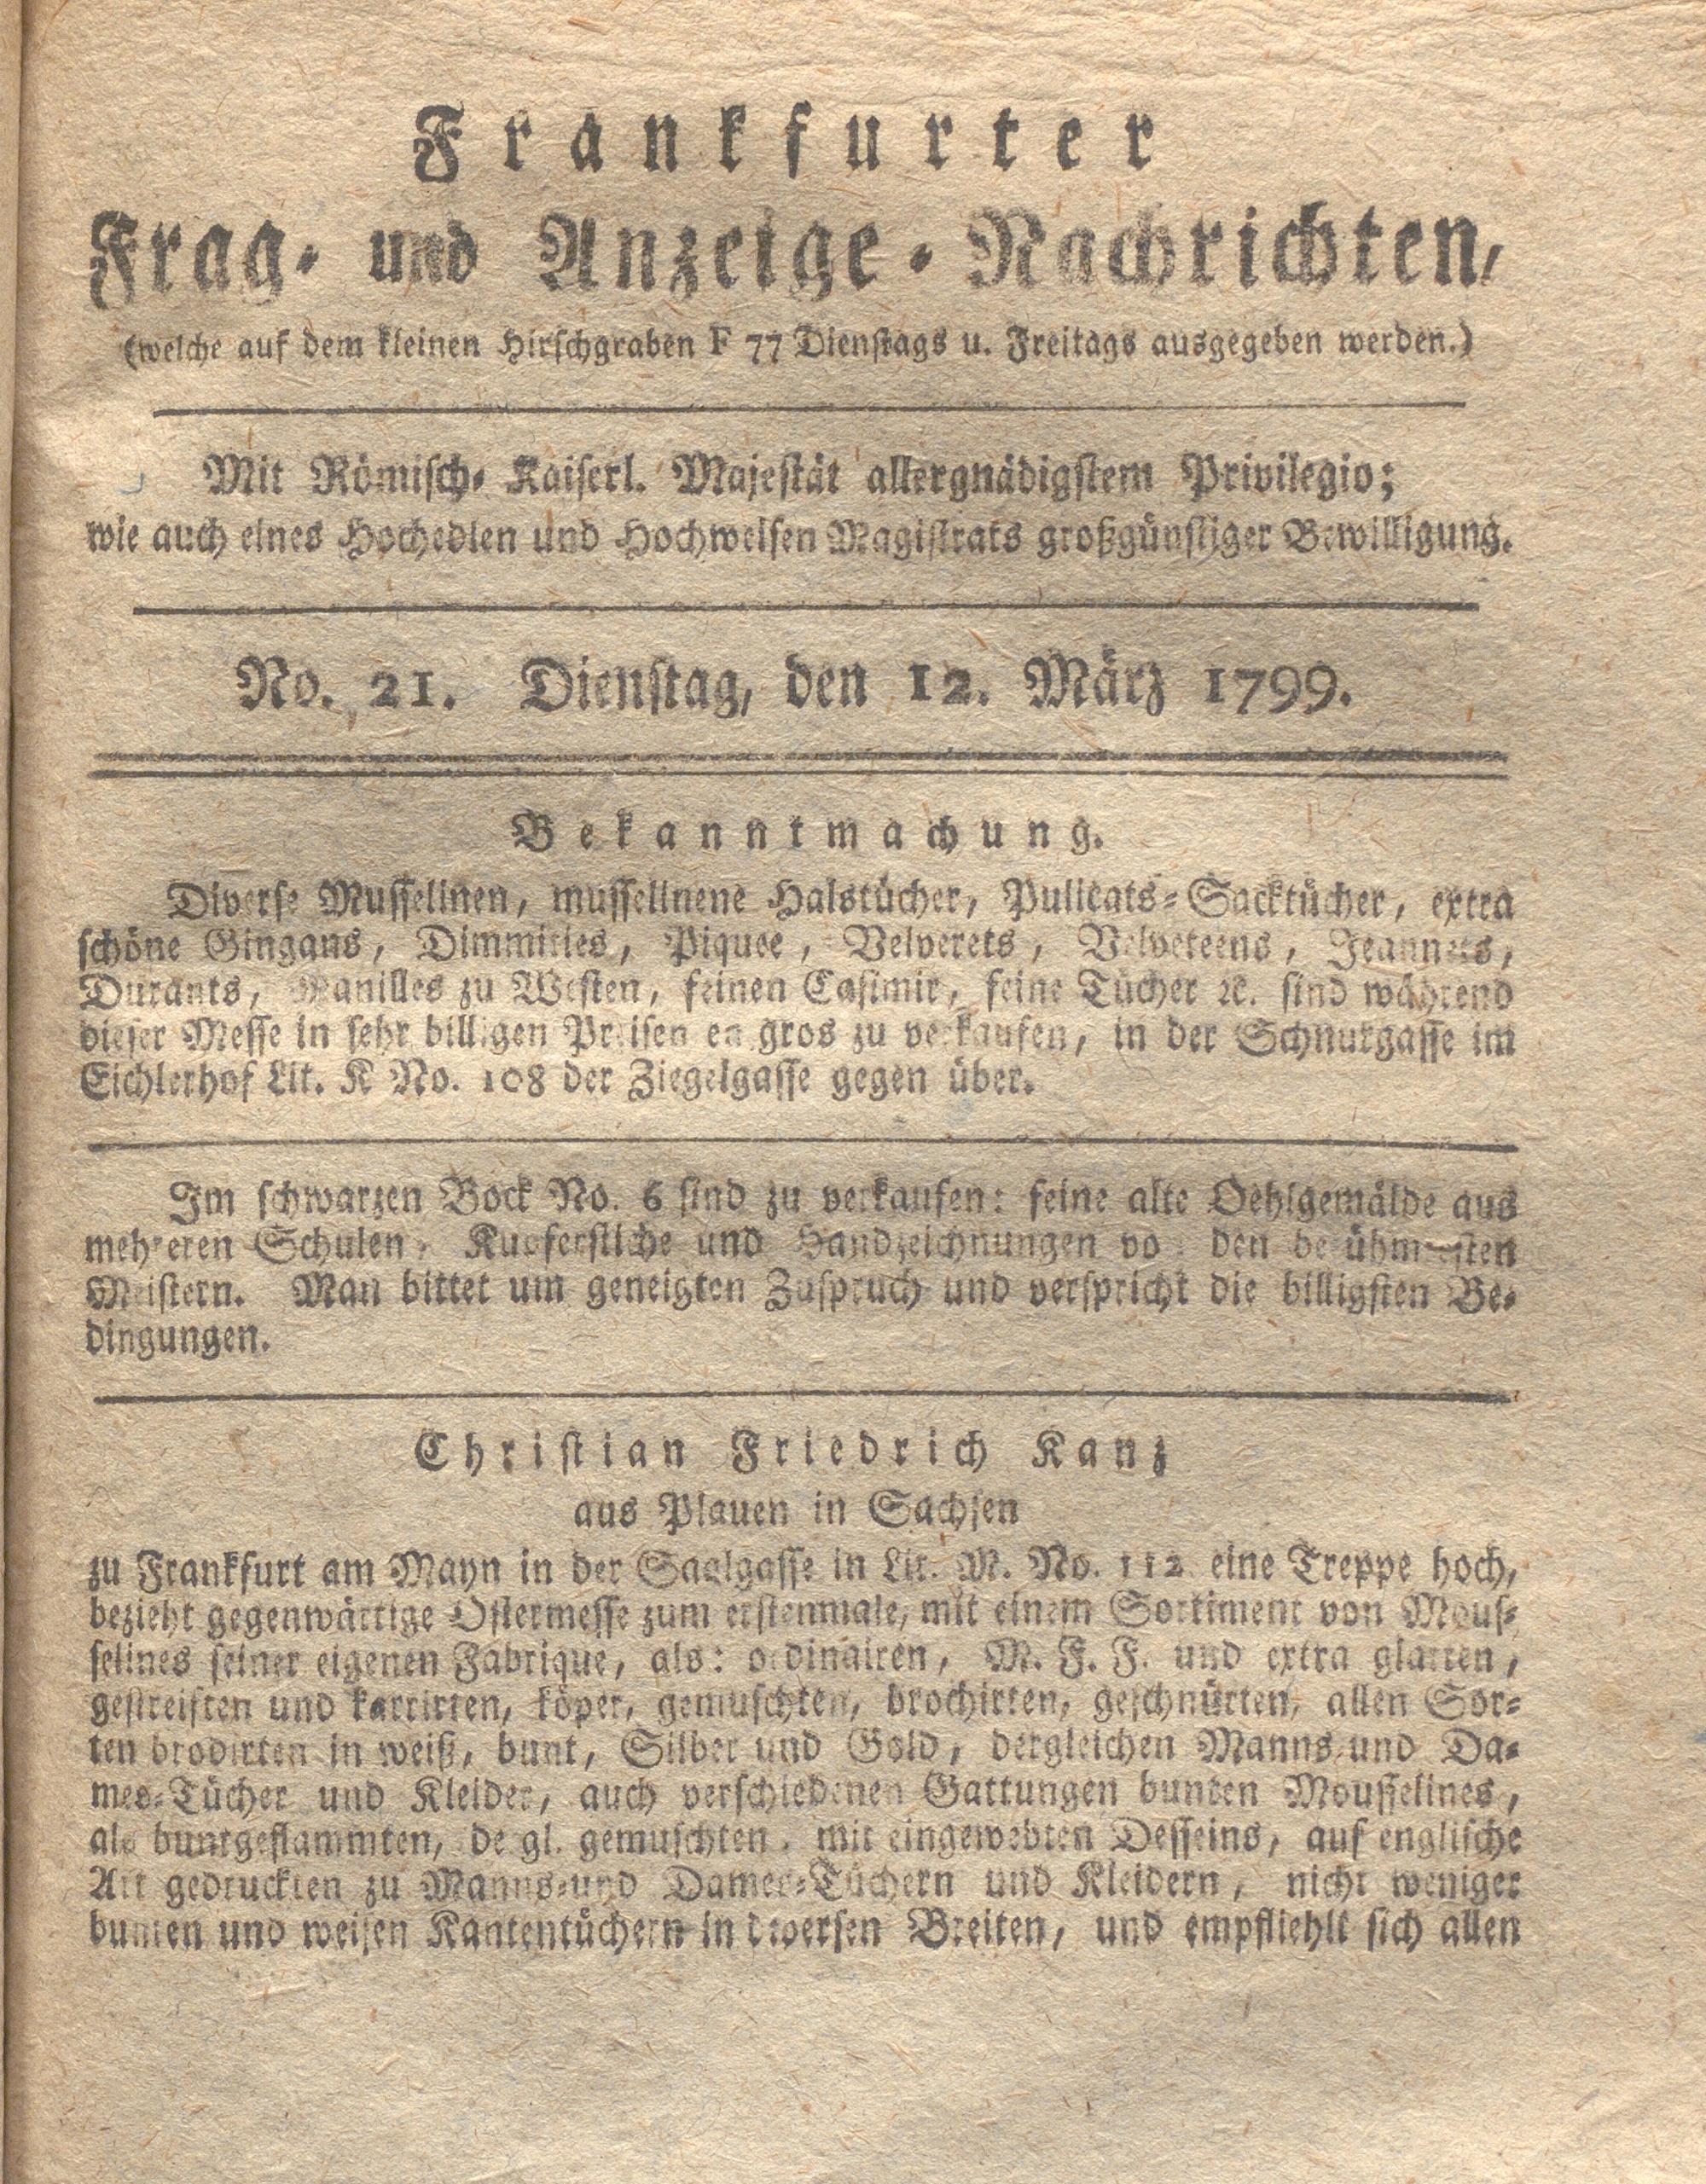 Frankfurter
Frag- und Anzeige-Nachrichten,
(welche auf dem kleinen Hirschgraben F 77 Dienstags u. Freitags ausgegeben werden.)
Mit Römisch- Kaiserl. Majestät allergnädigstem Privilegio;
wie auch eines Hochedlen und Hochweisen Magistrats großgünstiger Bewilligung.
No. 21. Dienstag, den 12. März 1799.
Bekanntmachung.
Diverse Musselinen, musselinene Halstücher, Pulicats-Sacktücher, extra
schöne Gingans, Dimmities, Piquee, Velverets, Velveteens, Jeannets,
Durants, Manilles zu Westen, feinen Casimir, feine Tücher ꝛc. sind während
dieser Messe in sehr billigen Preisen en gros zu verkaufen, in der Schnurgasse im
Eichlerhof Lit. K No. 108 der Ziegelgasse gegen über.
Im schwarzen Bock No. 6 sind zu verkaufen: feine alte Oehlgemälde aus
mehreren Schulen, Kupferstiche und Handzeichnungen von den berühmtesten
Meistern. Man bittet um geneigten Zuspruch und verspricht die billigsten Be-
dingungen.
Christian Friedrich Kanz
aus Plauen in Sachsen
zu Frankfurt am Mayn in der Saalgasse in Lit. M. No. 112 eine Treppe hoch,
bezieht gegenwärtige Ostermesse zum erstenmale, mit einem Sortiment von Mous-
selines seiner eigenen Fabrique, als: ordinairen, M. F. F. und extra glatten,
gestreiften und karrirten, köper, gemuschten, brochirten, geschnürten, allen Sor-
ten brodirten in weiß, bunt, Silber und Gold, dergleichen Manns- und Da-
mes-Tücher und Kleider, auch verschiedenen Gattungen bunten Mousselines,
als buntgeflammten, dergl. gemuschten, mit eingewebten Desseins, auf englische
Art gedruckten zu Manns- und Damen-Tüchern und Kleidern, nicht weniger
bunten und weisen Kantentüchern in diversen Breiten, und empfliehlt sich allen